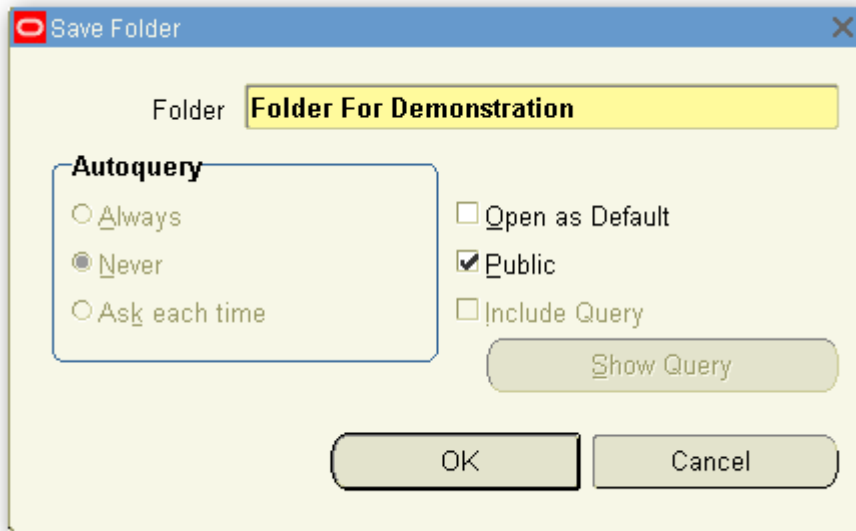 Save Folder
Folder Folder For Demonstration
Autoquery
Always
Never
Ask each time
Open as Default
Public
Include Query
Show Query
OK Cancel